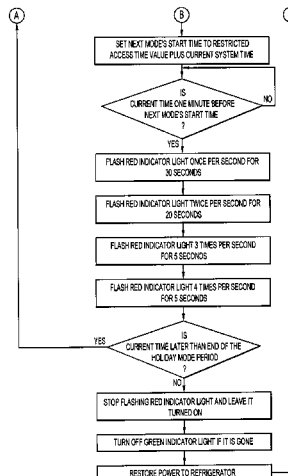 A
B
SET NEXT MODE'S START TIME TO RESTRICTED
ACCESS TIME VALUE PLUS CURRENT SYSTEM TIME
IS
CURRENT TIME ONE MINUTE BEFORE
NEXT MODE'S START TIME
?
NO
YES
FLASH RED INDICATOR LIGHT ONCE PER SECOND FOR
30 SECONDS
FLASH RED INDICATOR LIGHT TWICE PER SECOND FOR
20 SECONDS
FLASH RED INDICATOR LIGHT 3 TIMES PER SECOND
FOR 5 SECONDS
FLASH RED INDICATOR LIGHT 4 TIMES PER SECOND
FOR 5 SECONDS
IS
CURRENT TIME LATER THAN END OF THE
HOLIDAY MODE PERIOD
?
YES
NO
STOP FLASHING RED INDICATOR LIGHT AND LEAVE IT
TURNED ON
TURN OFF GREEN INDICATOR LIGHT IF IT IS GONE
RESTORE POWER TO REFRIGERATOR